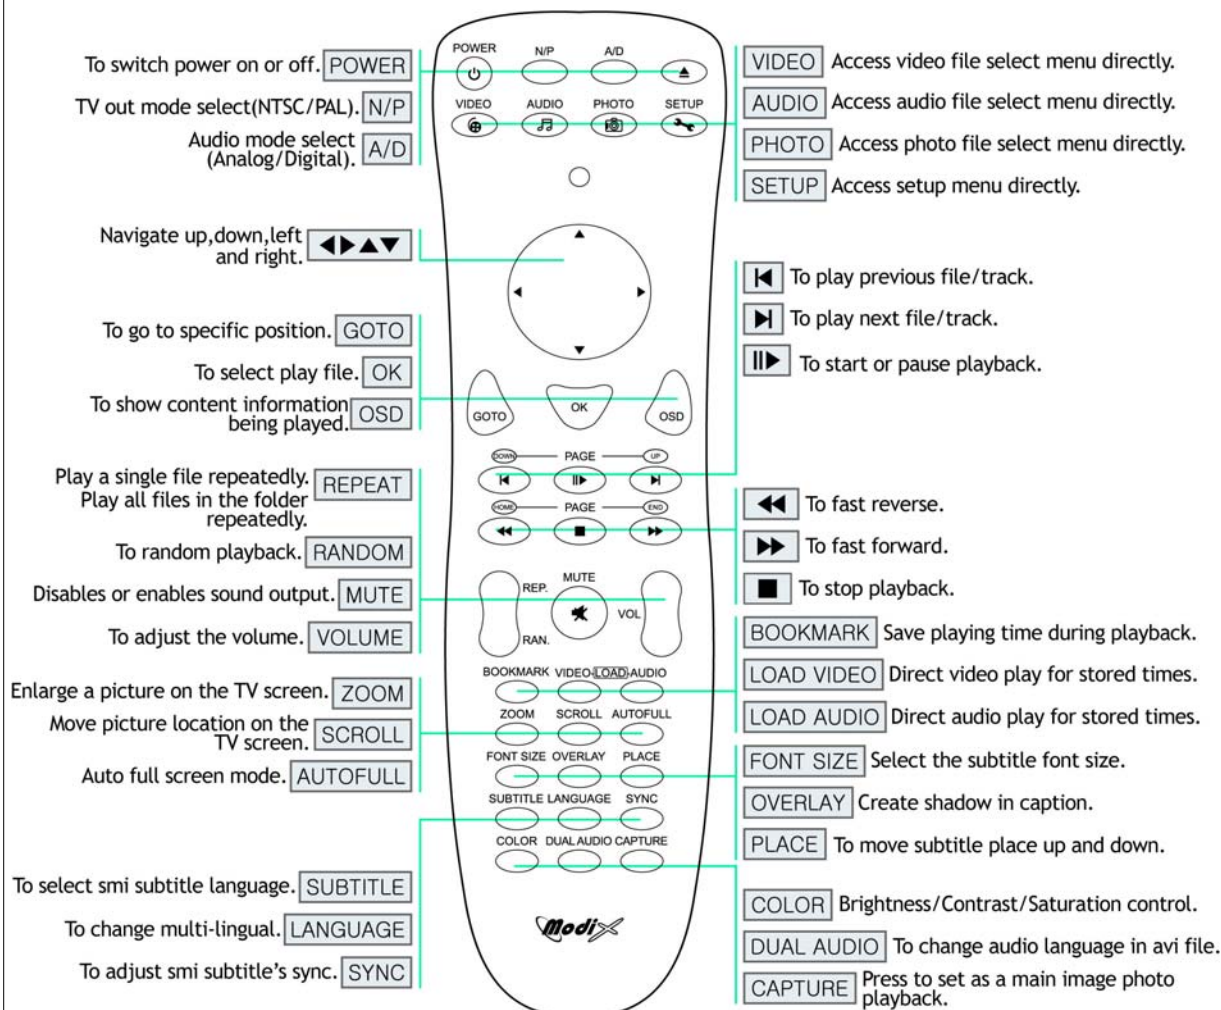 To switch power on or off. POWER
TV out mode select(NTSC/PAL). N/P
Audio mode select
(Analog/Digital). A/D
Navigate up,down,left
and right. ◀▶▲▼
To go to specific position. GOTO
To select play file. OK
To show content information
being played. OSD
Play a single file repeatedly. REPEAT
Play all files in the folder
repeatedly.
To random playback. RANDOM
Disables or enables sound output. MUTE
To adjust the volume. VOLUME
Enlarge a picture on the TV screen. ZOOM
Move picture location on the
TV screen. SCROLL
Auto full screen mode. AUTOFULL
To select smi subtitle language. SUBTITLE
To change multi-lingual. LANGUAGE
To adjust smi subtitle's sync. SYNC
POWER N/P A/D
VIDEO AUDIO PHOTO SETUP
GOTO OK OSD
DOWN PAGE UP
HOME PAGE END
REP. MUTE VOL
RAN.
BOOKMARK VIDEO-LOAD-AUDIO
ZOOM SCROLL AUTOFULL
FONT SIZE OVERLAY PLACE
SUBTITLE LANGUAGE SYNC
COLOR DUAL AUDIO CAPTURE
ModiX
VIDEO Access video file select menu directly.
AUDIO Access audio file select menu directly.
PHOTO Access photo file select menu directly.
SETUP Access setup menu directly.
To play previous file/track.
To play next file/track.
To start or pause playback.
To fast reverse.
To fast forward.
To stop playback.
BOOKMARK Save playing time during playback.
LOAD VIDEO Direct video play for stored times.
LOAD AUDIO Direct audio play for stored times.
FONT SIZE Select the subtitle font size.
OVERLAY Create shadow in caption.
PLACE To move subtitle place up and down.
COLOR Brightness/Contrast/Saturation control.
DUAL AUDIO To change audio language in avi file.
CAPTURE Press to set as a main image photo
playback.